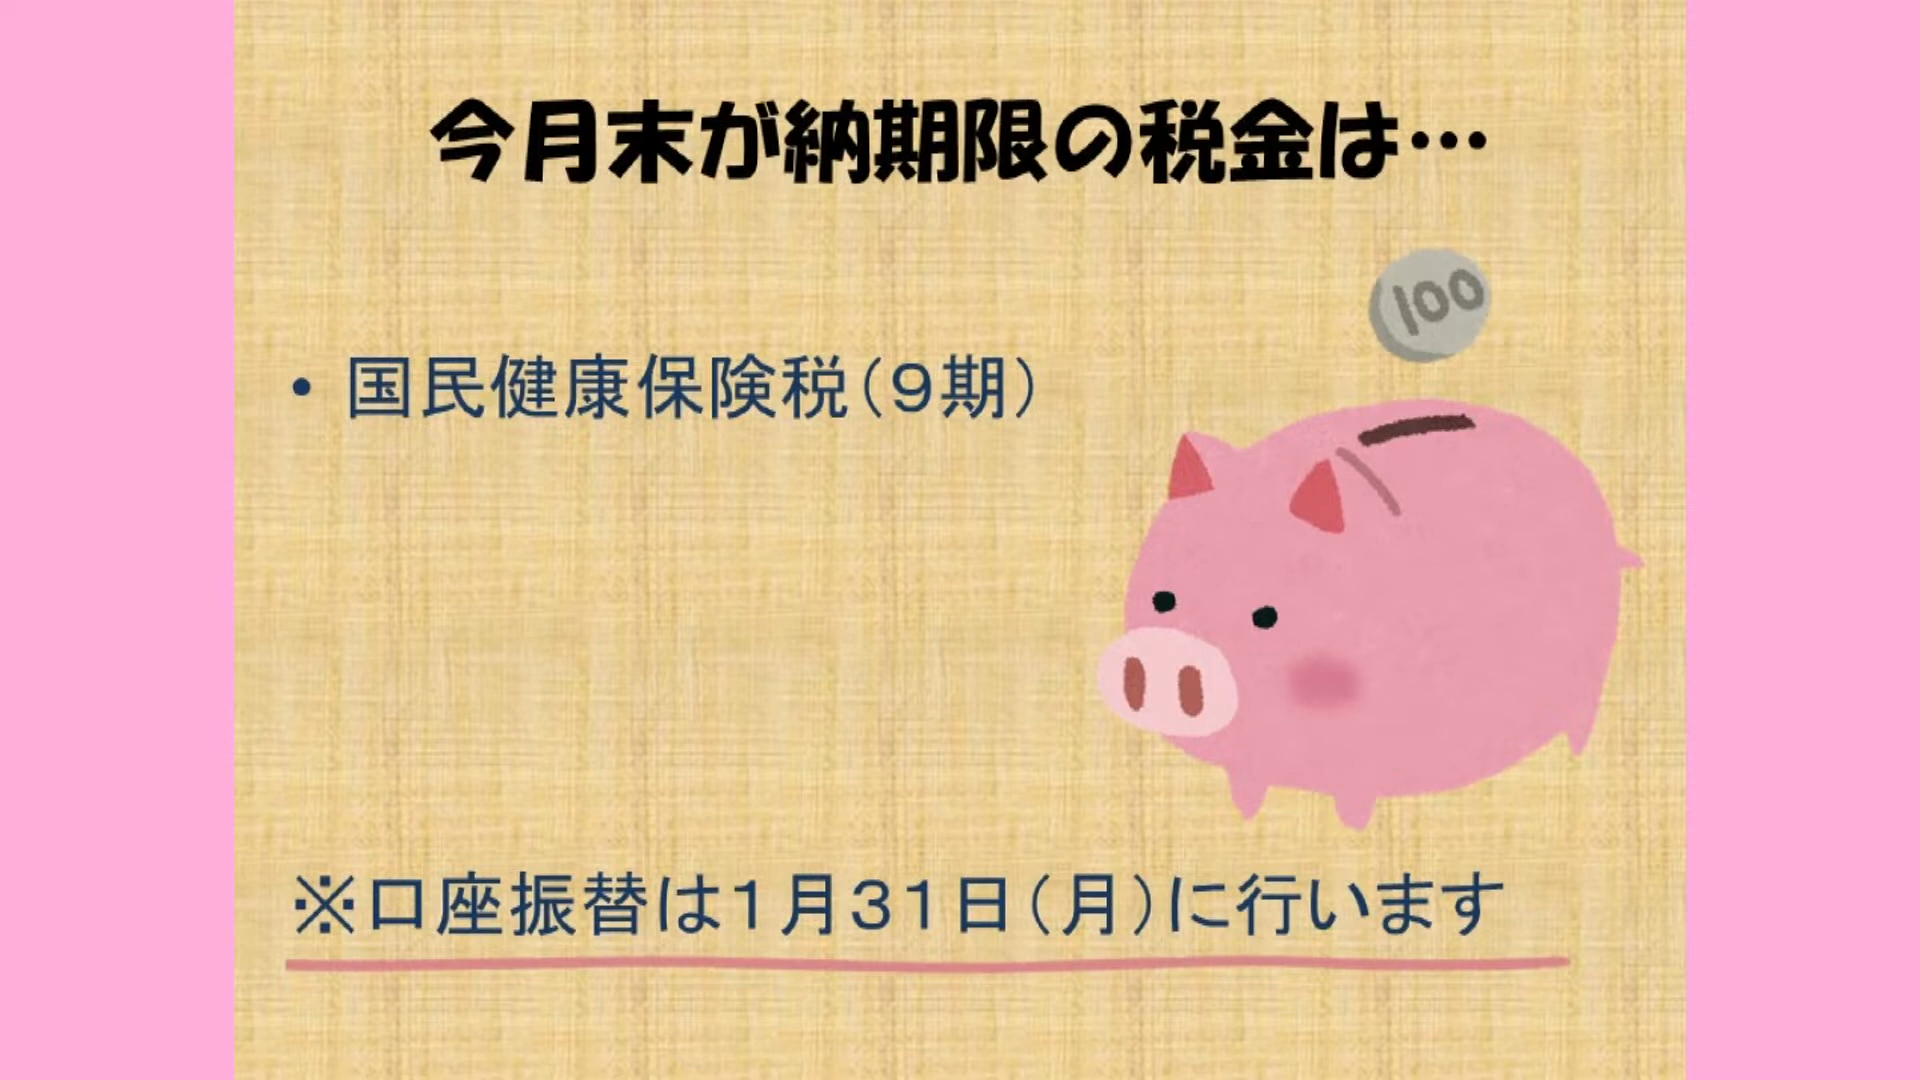 今月末が納期限の税金は…
100
• 国民健康保険税(9期)
※口座振替は1月31日(月)に行います